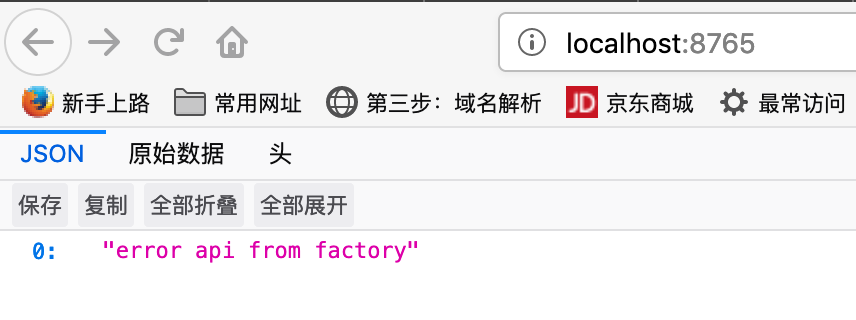 localhost:8765
新手上路 常用网址 第三步：域名解析 JD 京东商城 最常访问
JSON 原始数据 头
保存 复制 全部折叠 全部展开
0: "error api from factory"